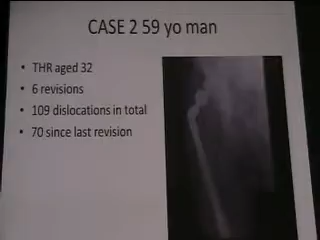 CASE 2 59 yo man
• THR aged 32
• 6 revisions
• 109 dislocations in total
• 70 since last revision